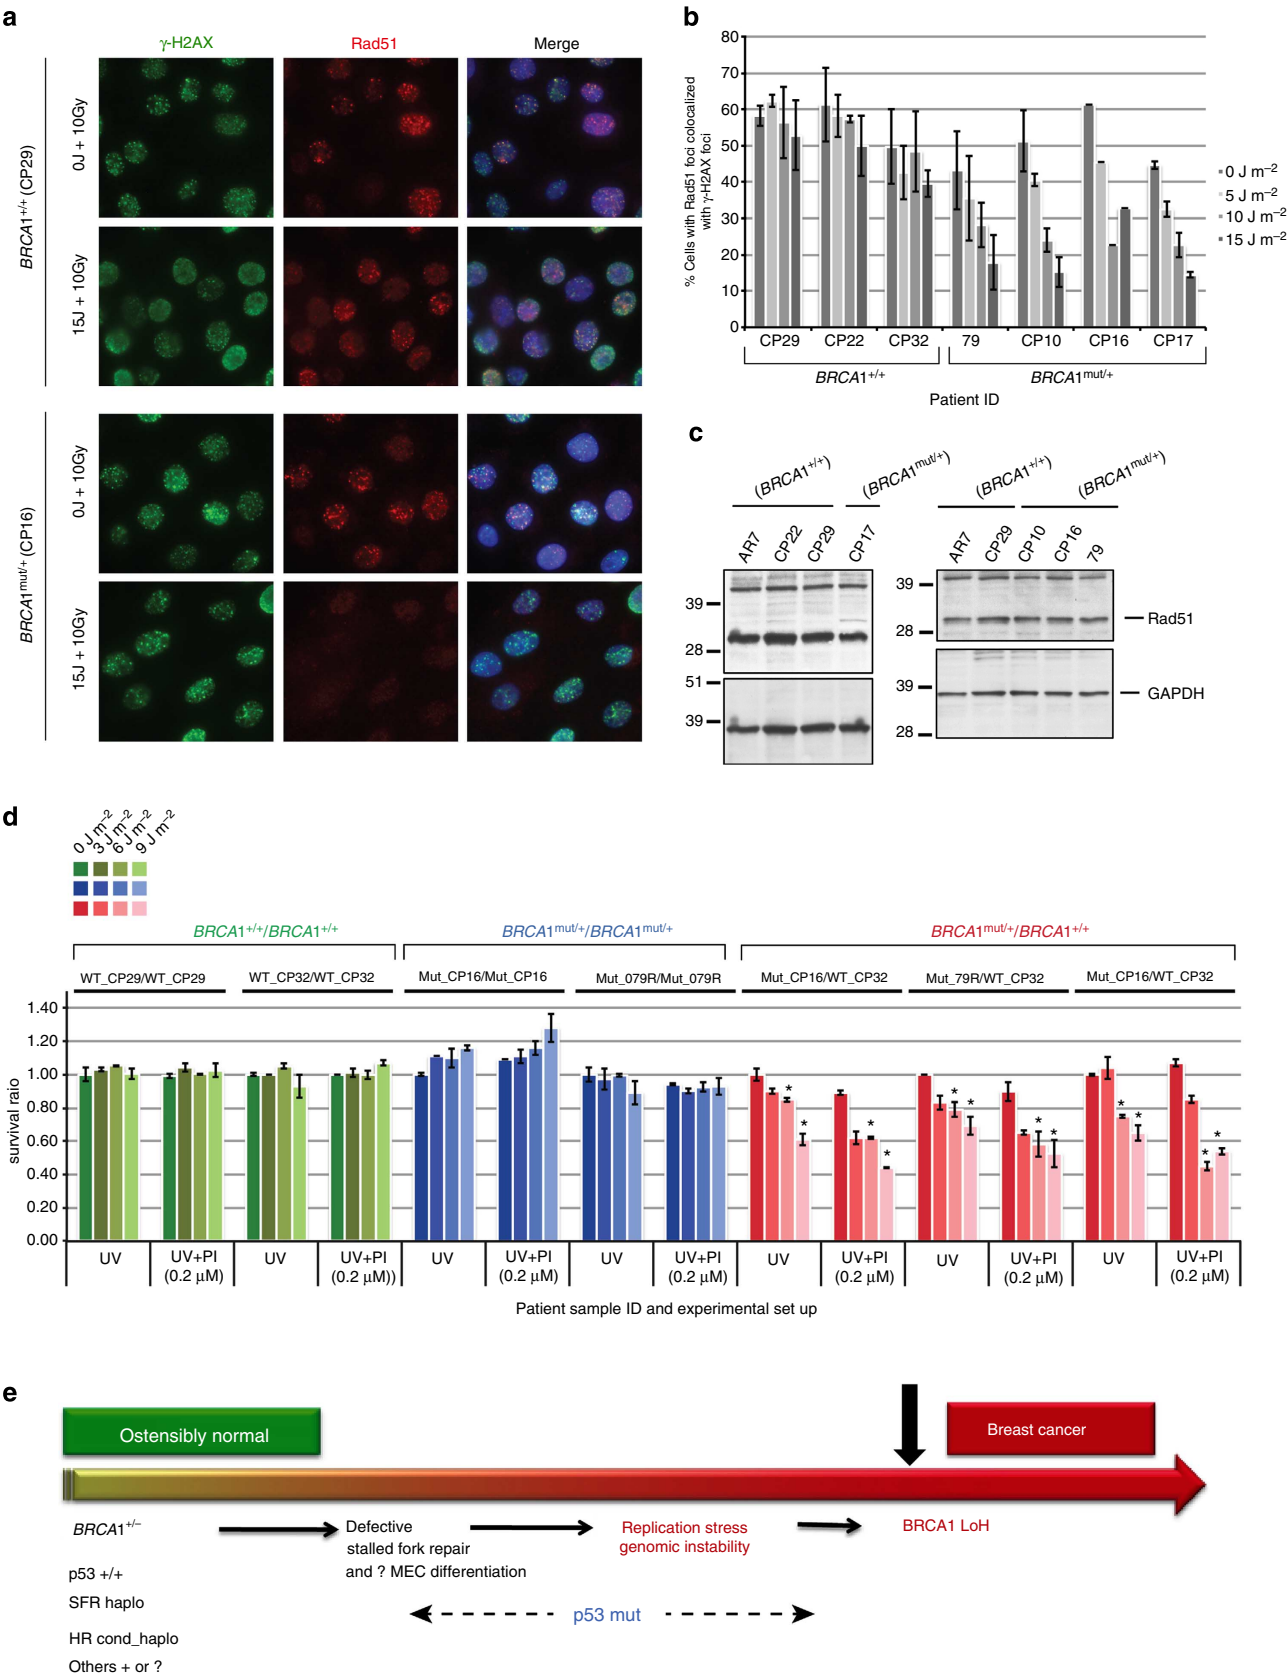 a
γ-H2AX
Rad51
Merge
BRCA1+/+ (CP29)
0J + 10Gy
15J + 10Gy
BRCA1mut/+ (CP16)
0J + 10Gy
15J + 10Gy
b
% Cells with Rad51 foci colocalized
with γ-H2AX foci
80
70
60
50
40
30
20
10
0
CP29
CP22
CP32
79
CP10
CP16
CP17
BRCA1+/+
BRCA1mut/+
Patient ID
0 J m−2
5 J m−2
10 J m−2
15 J m−2
c
(BRCA1+/+)
(BRCA1mut/+)
(BRCA1+/+)
(BRCA1mut/+)
AR7
CP22
CP29
CP17
AR7
CP29
CP10
CP16
79
39
28
51
39
39
28
39
28
Rad51
GAPDH
d
0 J m−2
3 J m−2
6 J m−2
9 J m−2
BRCA1+/+/BRCA1+/+
BRCA1mut/+/BRCA1mut/+
BRCA1mut/+/BRCA1+/+
WT_CP29/WT_CP29
WT_CP32/WT_CP32
Mut_CP16/Mut_CP16
Mut_079R/Mut_079R
Mut_CP16/WT_CP32
Mut_79R/WT_CP32
Mut_CP16/WT_CP32
survival raio
1.40
1.20
1.00
0.80
0.60
0.40
0.20
0.00
* * * * * * * * * * * *
UV
UV+PI
(0.2 μM)
UV
UV+PI
(0.2 μM))
UV
UV+PI
(0.2 μM)
UV
UV+PI
(0.2 μM)
UV
UV+PI
(0.2 μM)
UV
UV+PI
(0.2 μM)
UV
UV+PI
(0.2 μM)
Patient sample ID and experimental set up
e
Ostensibly normal
Breast cancer
BRCA1+/−
Defective
stalled fork repair
and ? MEC differentiation
Replication stress
genomic instability
BRCA1 LoH
p53 +/+
SFR haplo
HR cond_haplo
Others + or ?
p53 mut